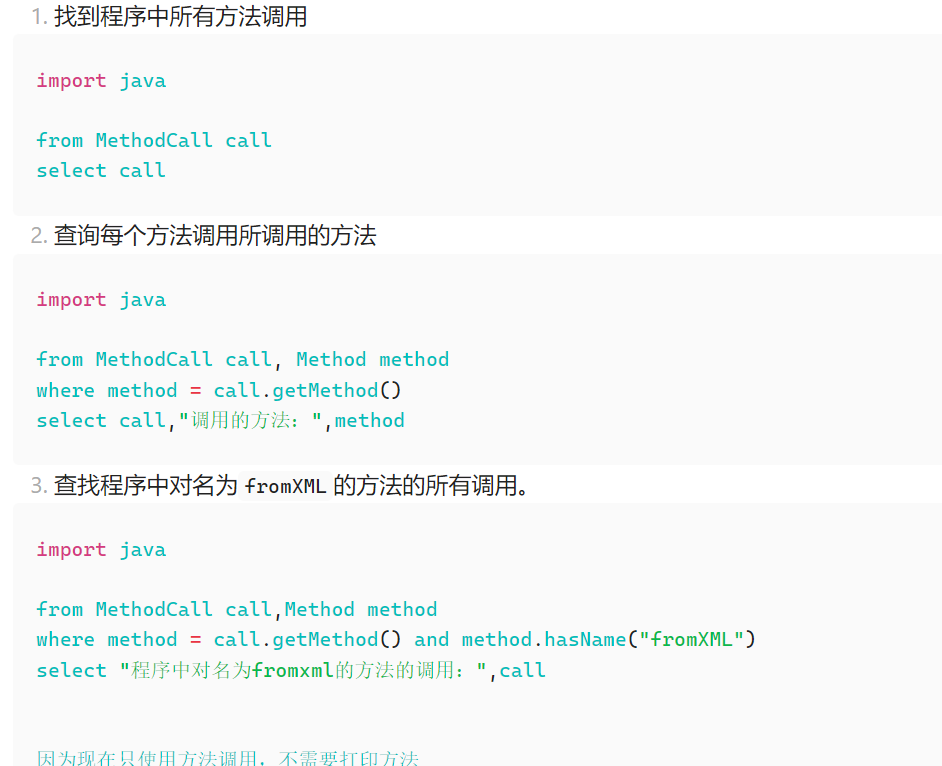 1. 找到程序中所有方法调用
import java
from MethodCall call
select call
2. 查询每个方法调用所调用的方法
import java
from MethodCall call, Method method
where method = call.getMethod()
select call,"调用的方法：",method
3. 查找程序中对名为 fromXML 的方法的所有调用。
import java
from MethodCall call,Method method
where method = call.getMethod() and method.hasName("fromXML")
select "程序中对名为fromxml的方法的调用：",call
因为现在只使用方法调用，不需要打印方法